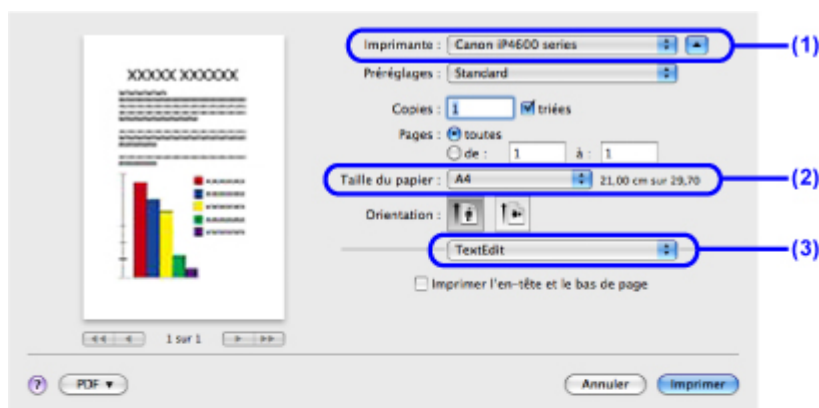 Imprimante : Canon iP4600 series (1)
XXXXX XXXXXX
Préréglages : Standard
Copies : 1 triées
Pages : toutes
de : 1 à : 1
Taille du papier : A4 21,00 cm sur 29,70 (2)
Orientation :
TextEdit (3)
Imprimer l'en-tête et le bas de page
1 sur 1
? PDF Annuler Imprimer